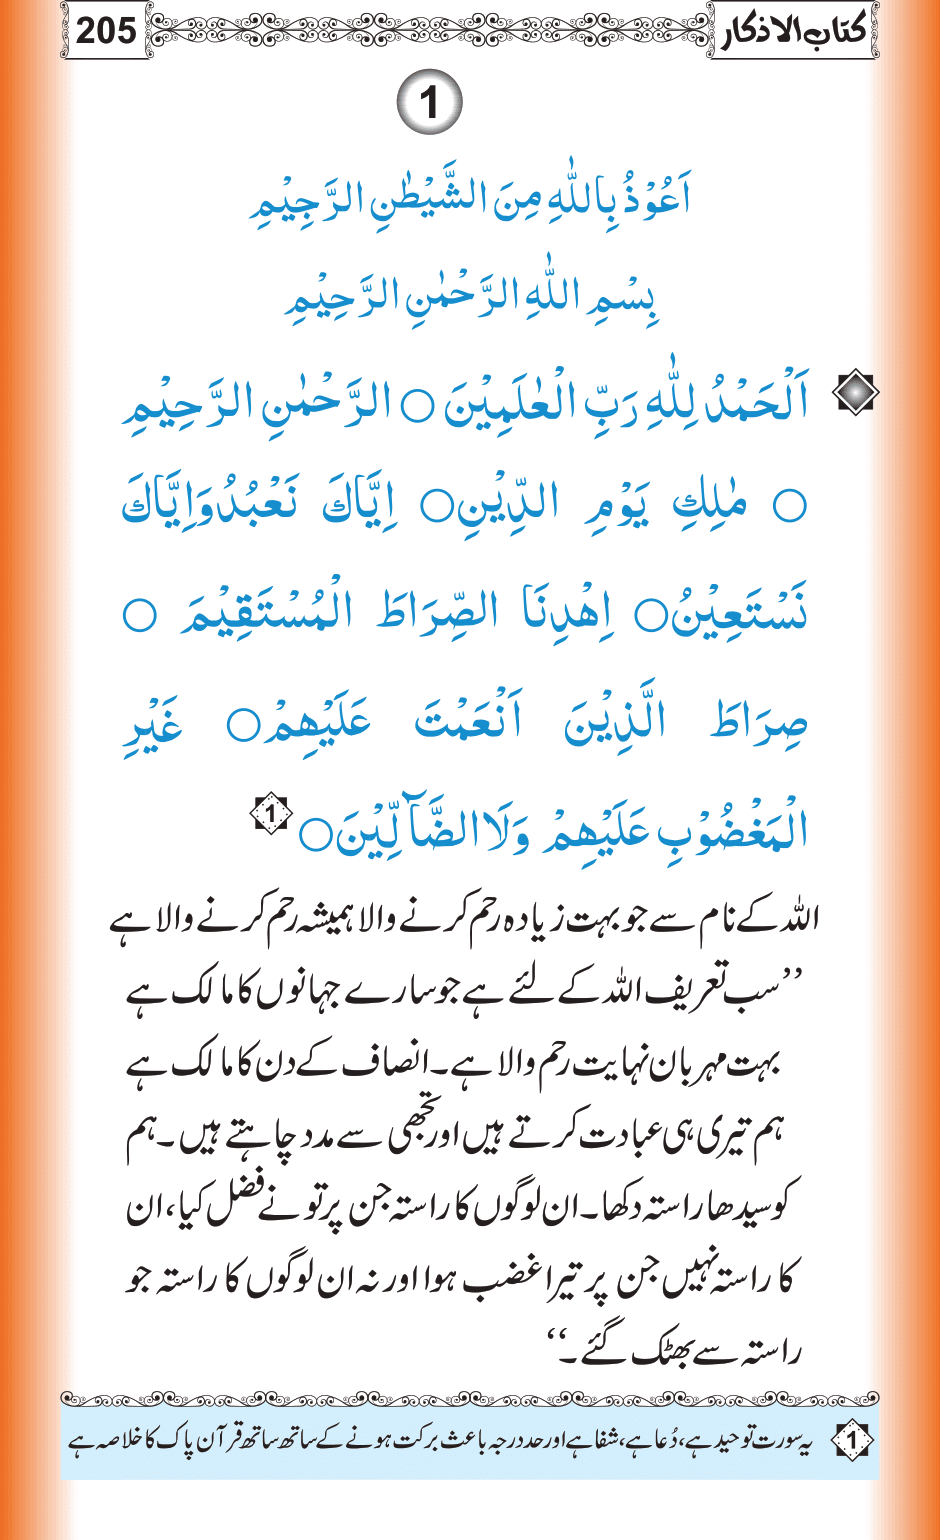 كتاب الاذكار 205
1
اَعُوْذُ بِاللّٰهِ مِنَ الشَّيْطٰنِ الرَّجِيْمِ
بِسْمِ اللّٰهِ الرَّحْمٰنِ الرَّحِيْمِ
اَلْحَمْدُ لِلّٰهِ رَبِّ الْعٰلَمِيْنَ ○ الرَّحْمٰنِ الرَّحِيْمِ
○ مٰلِكِ يَوْمِ الدِّيْنِ○ اِيَّاكَ نَعْبُدُ وَاِيَّاكَ
نَسْتَعِيْنُ○ اِهْدِنَا الصِّرَاطَ الْمُسْتَقِيْمَ ○
صِرَاطَ الَّذِيْنَ اَنْعَمْتَ عَلَيْهِمْ○ غَيْرِ
الْمَغْضُوْبِ عَلَيْهِمْ وَلَا الضَّآلِّيْنَ○ 1
اللہ کے نام سے جو بہت زیادہ رحم کرنے والا ہمیشہ رحم کرنے والا ہے
’’سب تعریف اللہ کے لئے ہے جو سارے جہانوں کا مالک ہے
بہت مہربان نہایت رحم والا ہے۔ انصاف کے دن کا مالک ہے
ہم تیری ہی عبادت کرتے ہیں اور تجھی سے مدد چاہتے ہیں۔ ہم
کو سیدھا راستہ دکھا۔ ان لوگوں کا راستہ جن پر تو نے فضل کیا، ان
کا راستہ نہیں جن پر تیرا غضب ہوا اور نہ ان لوگوں کا راستہ جو
راستہ سے بھٹک گئے۔‘‘
1 یہ سورت توحید ہے، دُعا ہے، شفا ہے اور حد درجہ باعث برکت ہونے کے ساتھ ساتھ قرآن پاک کا خلاصہ ہے